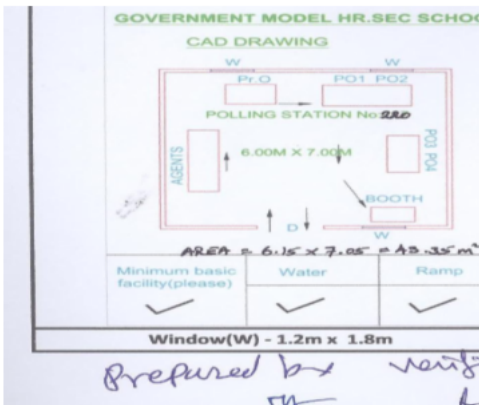 GOVERNMENT MODEL HR.SEC SCHOO
CAD DRAWING
W W
Pr.O PO1 PO2
POLLING STATION No: 220
AGENTS
6.00M X 7.00M
PO3 PO4
BOOTH
D
W
AREA = 6.15 x 7.05 = 43.35 m²
Minimum basic Water Ramp
facility(please)
Window(W) - 1.2m x 1.8m
Prepared by